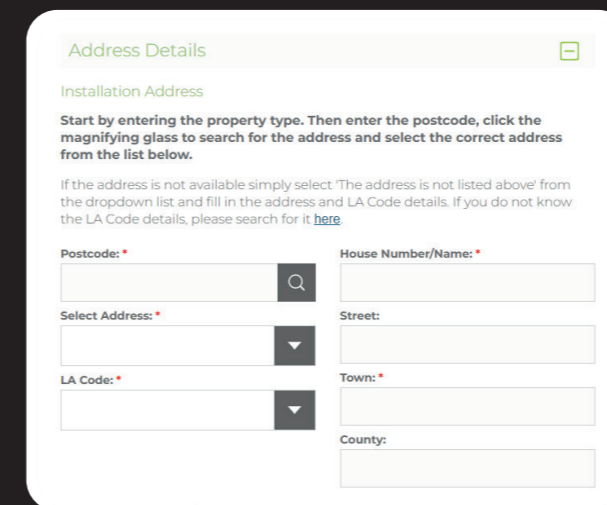 Address Details
Installation Address
Start by entering the property type. Then enter the postcode, click the
magnifying glass to search for the address and select the correct address
from the list below.
If the address is not available simply select 'The address is not listed above' from
the dropdown list and fill in the address and LA Code details. If you do not know
the LA Code details, please search for it here.
Postcode: *
House Number/Name: *
Select Address: *
Street:
LA Code: *
Town: *
County: